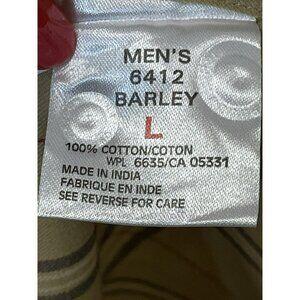 MEN'S
6412
BARLEY
L
100% COTTON/COTON
WPL 6635/CA 05331
MADE IN INDIA
FABRIQUE EN INDE
SEE REVERSE FOR CARE